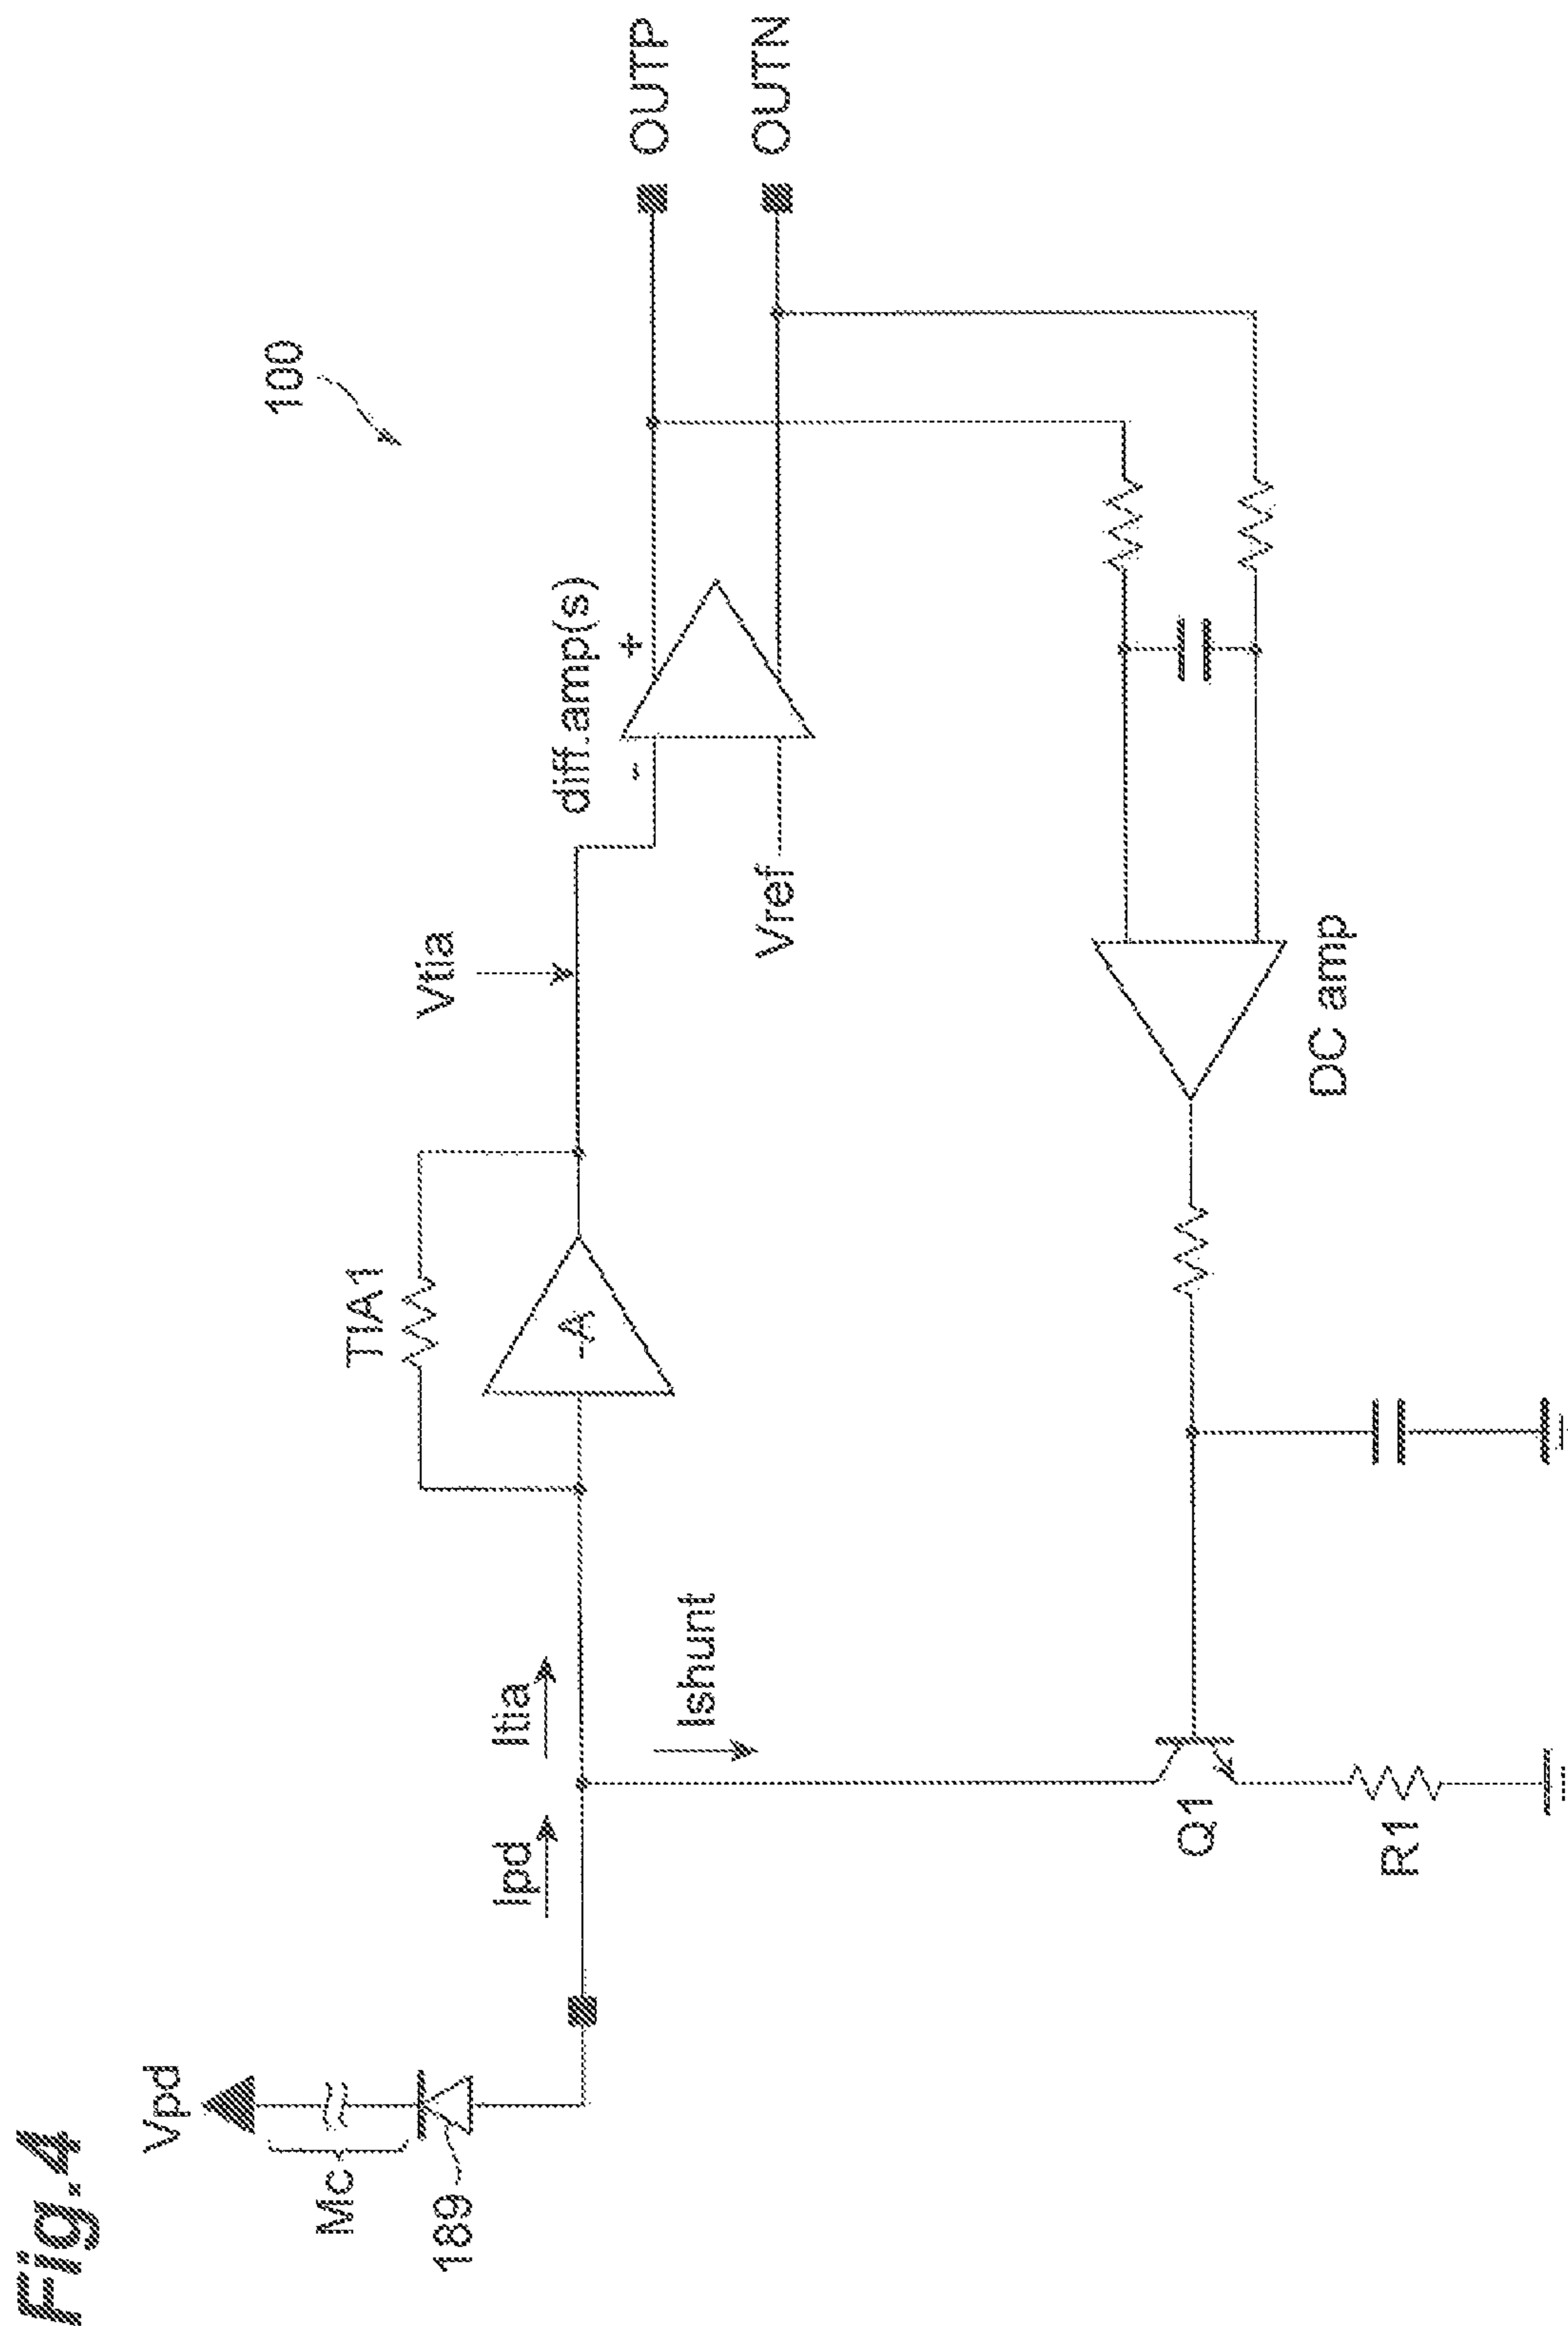 Fig.4
100
Vpd
Mc
189
Ipd
Itia
Ishunt
TIA1
-A
Vtia
diff.amp(s)
-
+
Vref
OUTP
OUTN
DC amp
Q1
R1